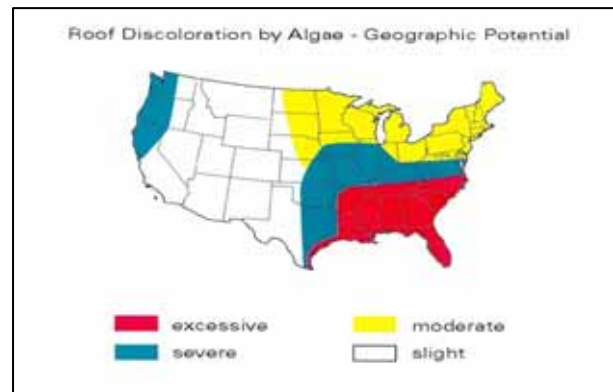 Roof Discoloration by Algae - Geographic Potential
excessive
moderate
severe
slight